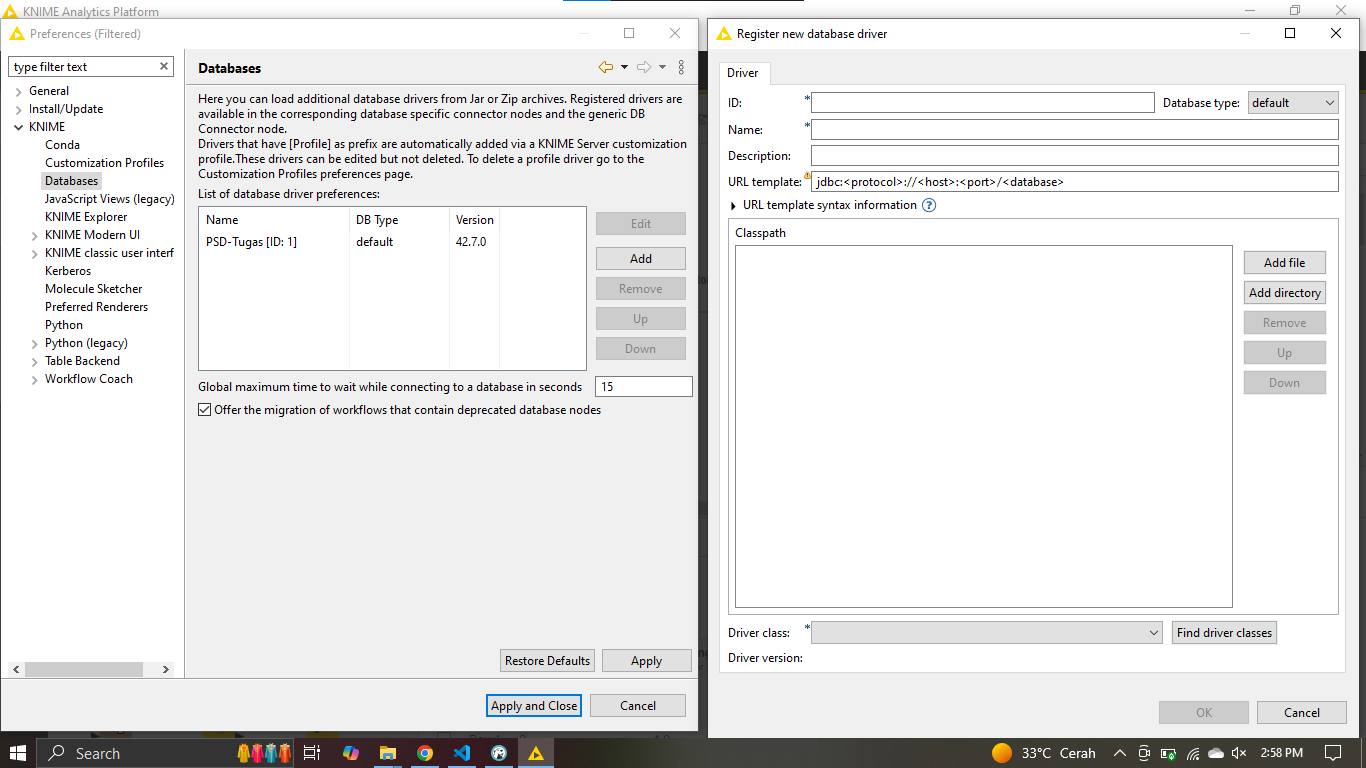 KNIME Analytics Platform
Preferences (Filtered)
type filter text
General
Install/Update
KNIME
Conda
Customization Profiles
Databases
JavaScript Views (legacy)
KNIME Explorer
KNIME Modern UI
KNIME classic user interf
Kerberos
Molecule Sketcher
Preferred Renderers
Python
Python (legacy)
Table Backend
Workflow Coach
Databases
Here you can load additional database drivers from Jar or Zip archives. Registered drivers are
available in the corresponding database specific connector nodes and the generic DB
Connector node.
Drivers that have [Profile] as prefix are automatically added via a KNIME Server customization
profile.These drivers can be edited but not deleted. To delete a profile driver go to the
Customization Profiles preferences page.
List of database driver preferences:
Name DB Type Version
PSD-Tugas [ID: 1] default 42.7.0
Edit
Add
Remove
Up
Down
Global maximum time to wait while connecting to a database in seconds 15
Offer the migration of workflows that contain deprecated database nodes
Restore Defaults Apply
Apply and Close Cancel
Register new database driver
Driver
ID: * Database type: default
Name: *
Description:
URL template: jdbc:<protocol>://<host>:<port>/<database>
URL template syntax information ?
Classpath
Add file
Add directory
Remove
Up
Down
Driver class: * Find driver classes
Driver version:
OK Cancel
Search
33°C Cerah
2:58 PM